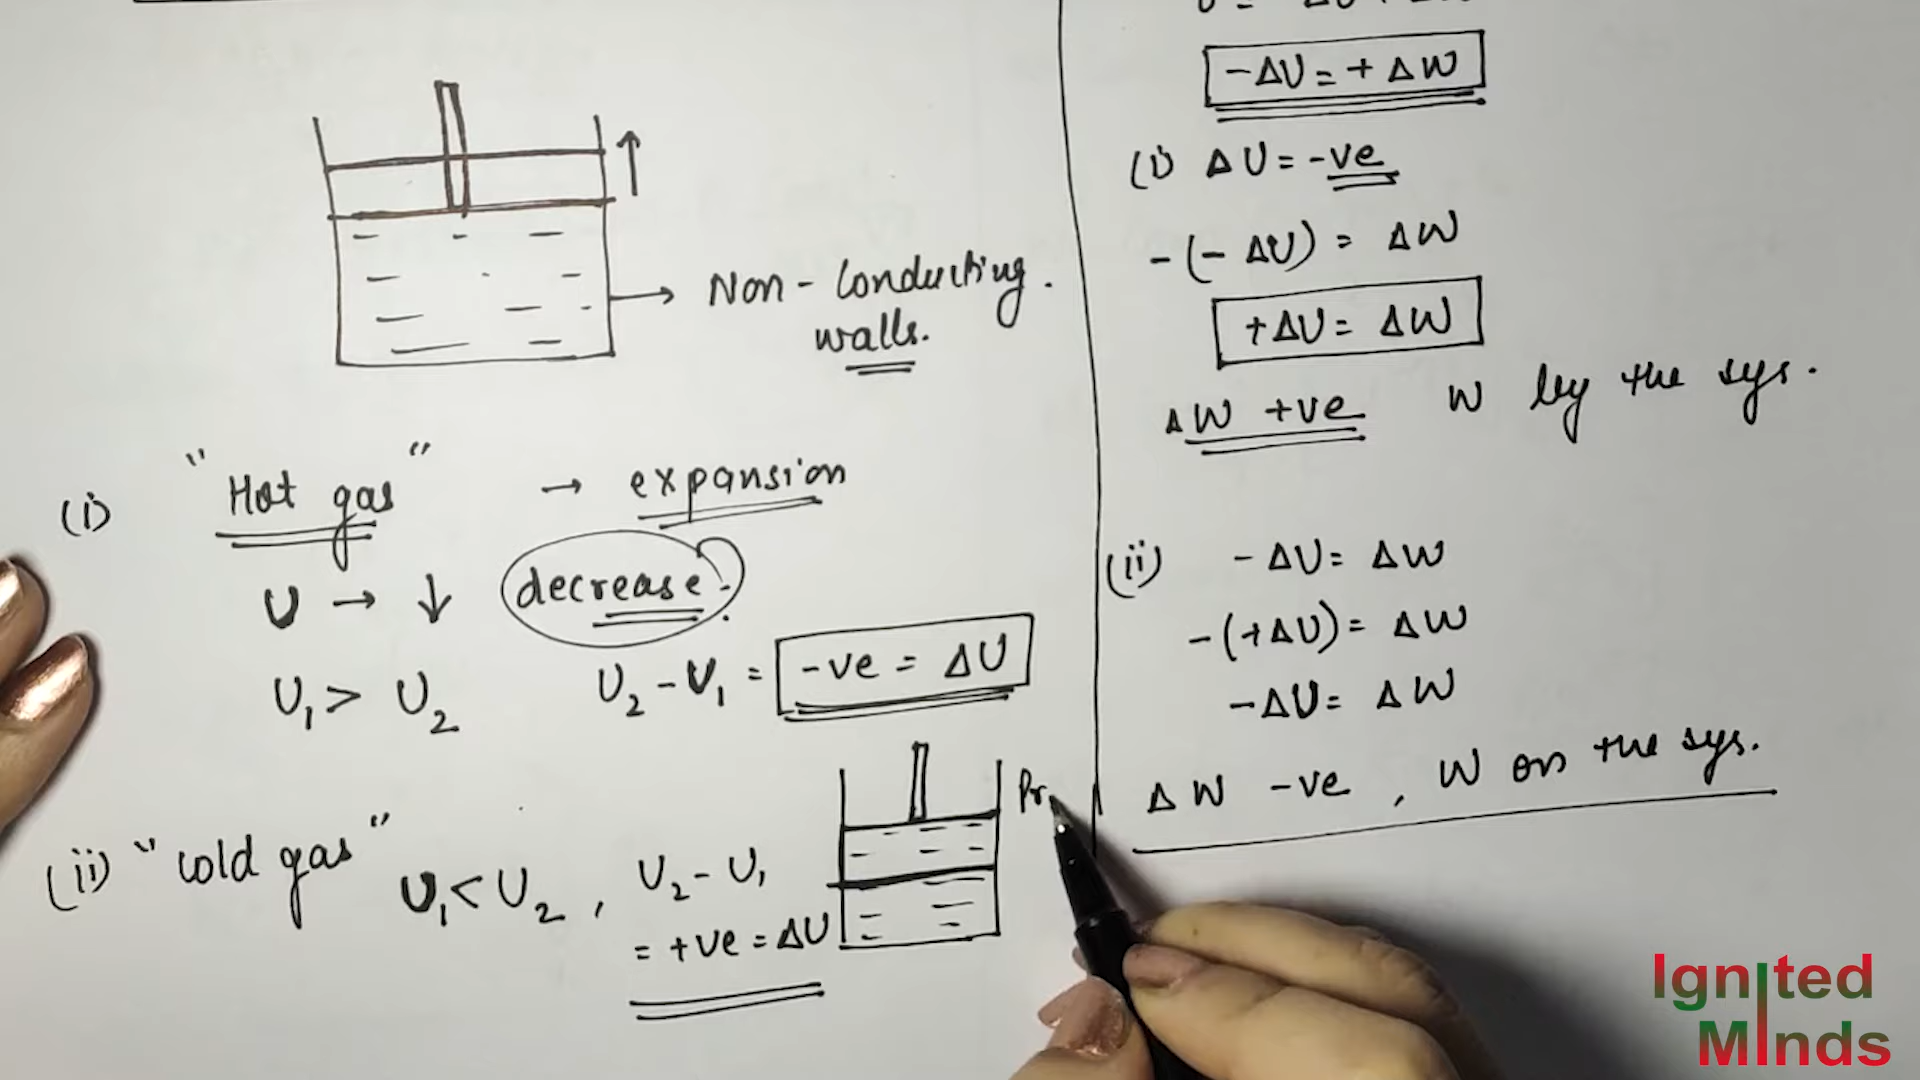 Non-Conducting.
walls.
(i) "Hot gas" → expansion
U → ↓ decrease.
U₁ > U₂ U₂ - U₁ = -ve = ΔU
(ii) "Cold gas" U₁ < U₂, U₂ - U₁
= +ve = ΔU
Pr
-ΔU = + ΔW
(i) ΔU = -ve
-(- ΔU) = ΔW
+ΔU = ΔW
ΔW +ve W by the sys.
(ii) -ΔU = ΔW
-(+ΔU) = ΔW
-ΔU = ΔW
ΔW -ve, W on the sys.
Ignited
Minds